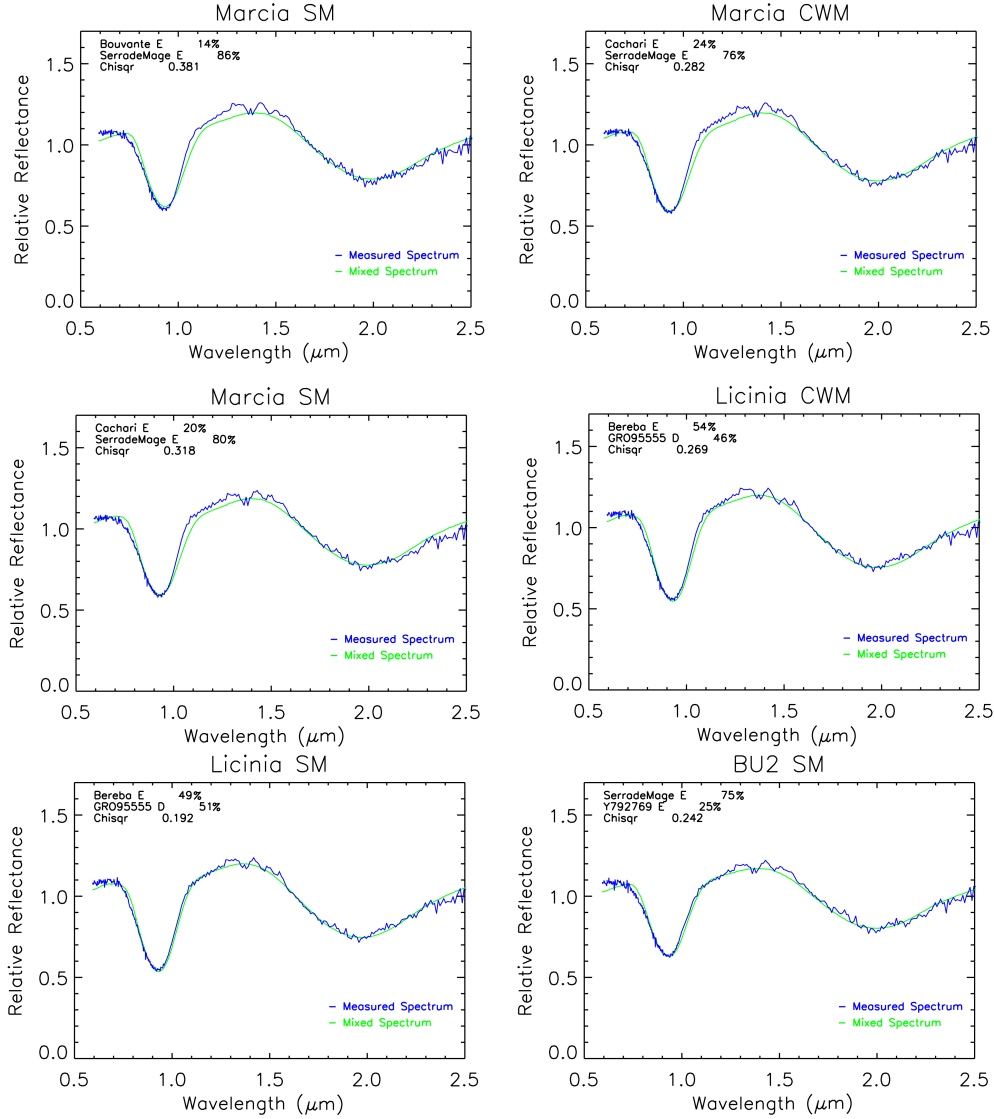 Marcia SM
Bouvante E 14%
SerradeMage E 86%
Chisqr 0.381
1.5
1.0
0.5
0.0
Relative Reflectance
– Measured Spectrum
– Mixed Spectrum
0.5 1.0 1.5 2.0 2.5
Wavelength (μm)
Marcia CWM
Cachari E 24%
SerradeMage E 76%
Chisqr 0.282
1.5
1.0
0.5
0.0
Relative Reflectance
– Measured Spectrum
– Mixed Spectrum
0.5 1.0 1.5 2.0 2.5
Wavelength (μm)
Marcia SM
Cachari E 20%
SerradeMage E 80%
Chisqr 0.318
1.5
1.0
0.5
0.0
Relative Reflectance
– Measured Spectrum
– Mixed Spectrum
0.5 1.0 1.5 2.0 2.5
Wavelength (μm)
Licinia CWM
Bereba E 54%
GRO95555 D 46%
Chisqr 0.269
1.5
1.0
0.5
0.0
Relative Reflectance
– Measured Spectrum
– Mixed Spectrum
0.5 1.0 1.5 2.0 2.5
Wavelength (μm)
Licinia SM
Bereba E 49%
GRO95555 D 51%
Chisqr 0.192
1.5
1.0
0.5
0.0
Relative Reflectance
– Measured Spectrum
– Mixed Spectrum
0.5 1.0 1.5 2.0 2.5
Wavelength (μm)
BU2 SM
SerradeMage E 75%
Y792769 E 25%
Chisqr 0.242
1.5
1.0
0.5
0.0
Relative Reflectance
– Measured Spectrum
– Mixed Spectrum
0.5 1.0 1.5 2.0 2.5
Wavelength (μm)